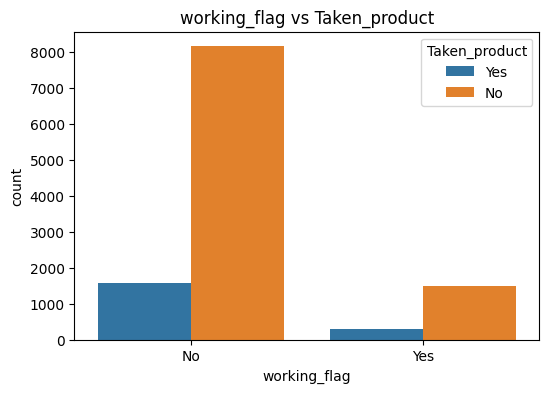 working_flag vs Taken_product
Taken_product
Yes
No
8000
7000
6000
5000
4000
3000
2000
1000
0
count
No
Yes
working_flag